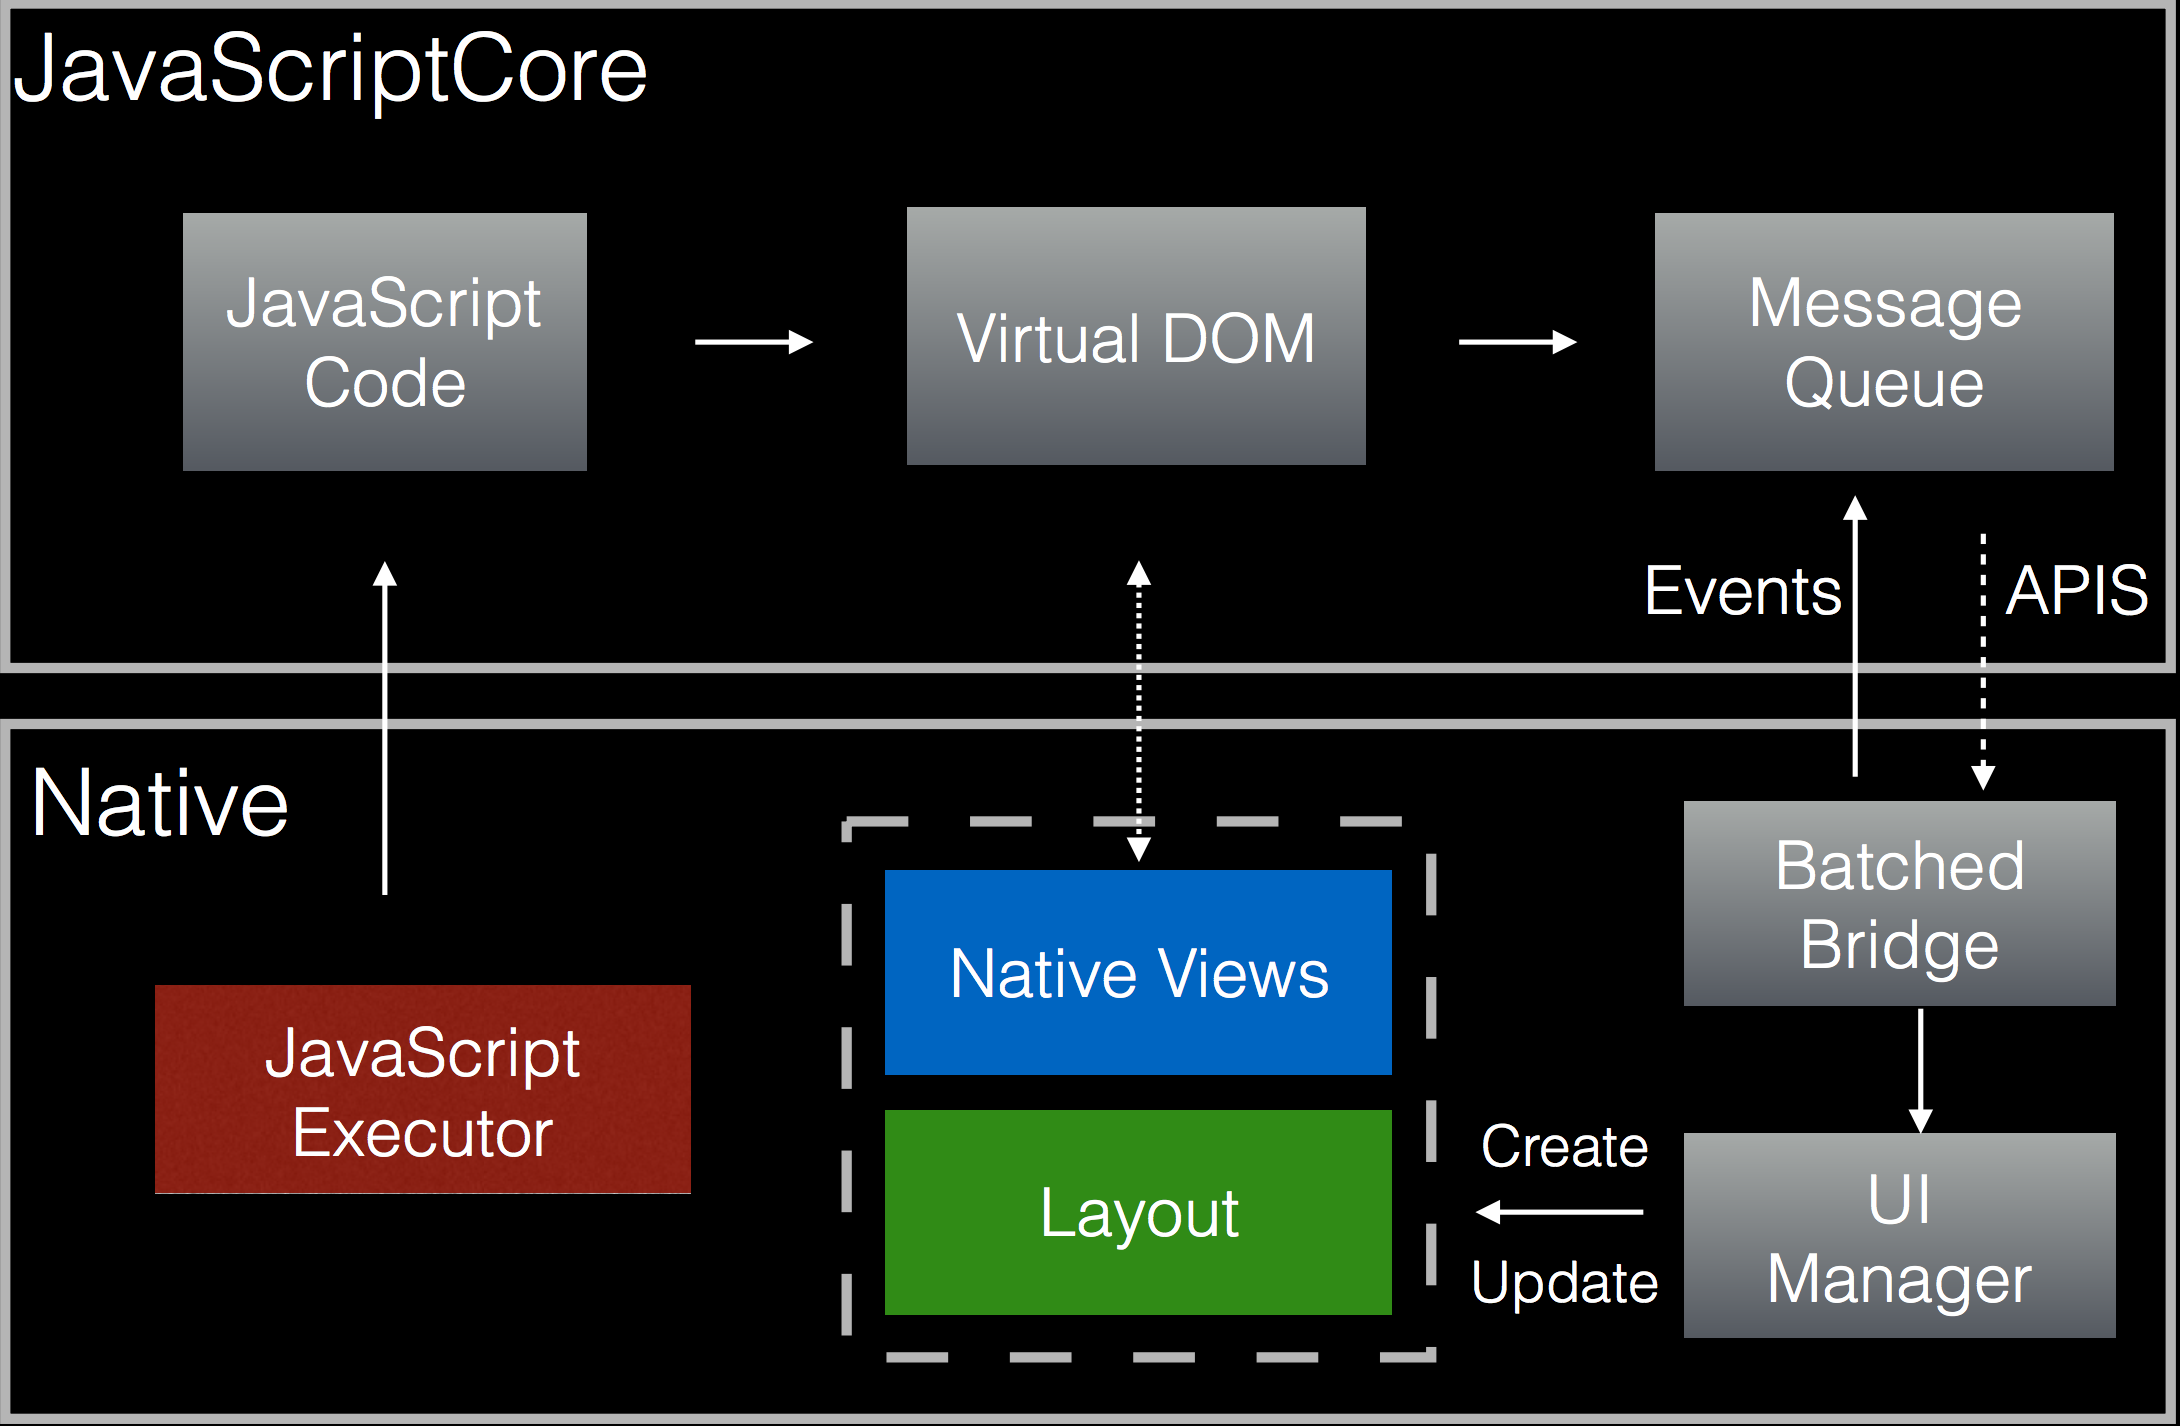 JavaScriptCore
JavaScript
Code
Virtual DOM
Message
Queue
Events
APIS
Native
Native Views
Layout
JavaScript
Executor
Batched
Bridge
Create
Update
UI
Manager